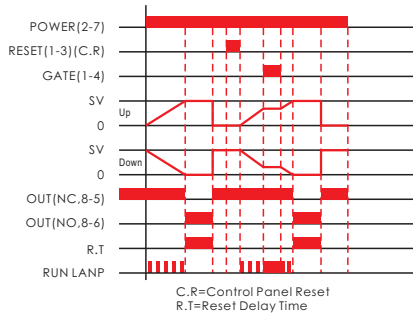 POWER(2-7)
RESET(1-3)(C.R)
GATE(1-4)
SV
Up
0
SV
Down
0
OUT(NC,8-5)
OUT(NO,8-6)
R.T
RUN LANP
C.R=Control Panel Reset
R.T=Reset Delay Time